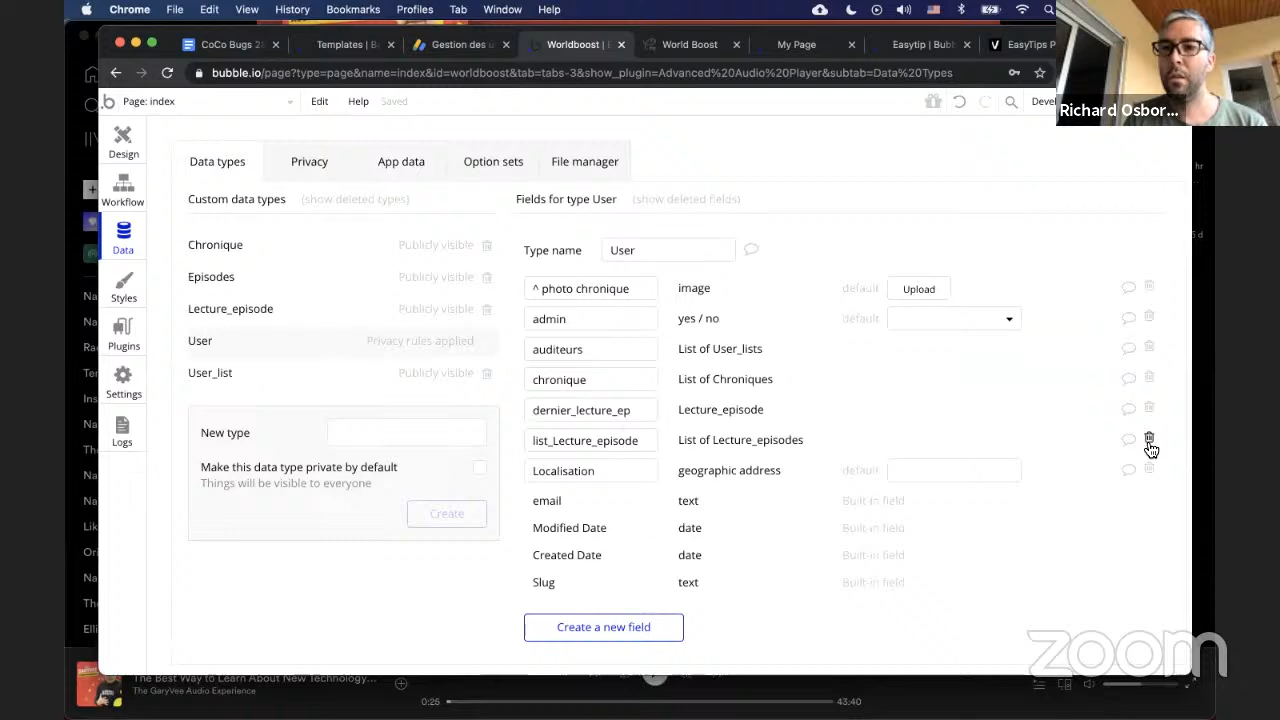 Chrome File Edit View History Bookmarks Profiles Tab Window Help
CoCo Bugs 2
Templates | B
Gestion des u
Worldboost |
World Boost
My Page
Easytip | Bub
EasyTips P
bubble.io/page?type=page&name=index&id=worldboost&tab=tabs-3&show_plugin=Advanced%20Audio%20Player&subtab=Data%20Types
Richard Osbor...
Page: index
Edit Help Saved
Devel
Design
Workflow
Data
Styles
Plugins
Settings
Logs
Data types Privacy App data Option sets File manager
Custom data types (show deleted types)
Chronique Publicly visible
Episodes Publicly visible
Lecture_episode Publicly visible
User Privacy rules applied
User_list Publicly visible
New type
Make this data type private by default
Things will be visible to everyone
Create
Fields for type User (show deleted fields)
Type name User
^ photo chronique image default Upload
admin yes / no default
auditeurs List of User_lists
chronique List of Chroniques
dernier_lecture_ep Lecture_episode
list_Lecture_episode List of Lecture_episodes
Localisation geographic address default
email text Built-in field
Modified Date date Built-in field
Created Date date Built-in field
Slug text Built-in field
Create a new field
zoom
The Best Way to Learn About New Technology...
The GaryVee Audio Experience
0:25 43:40